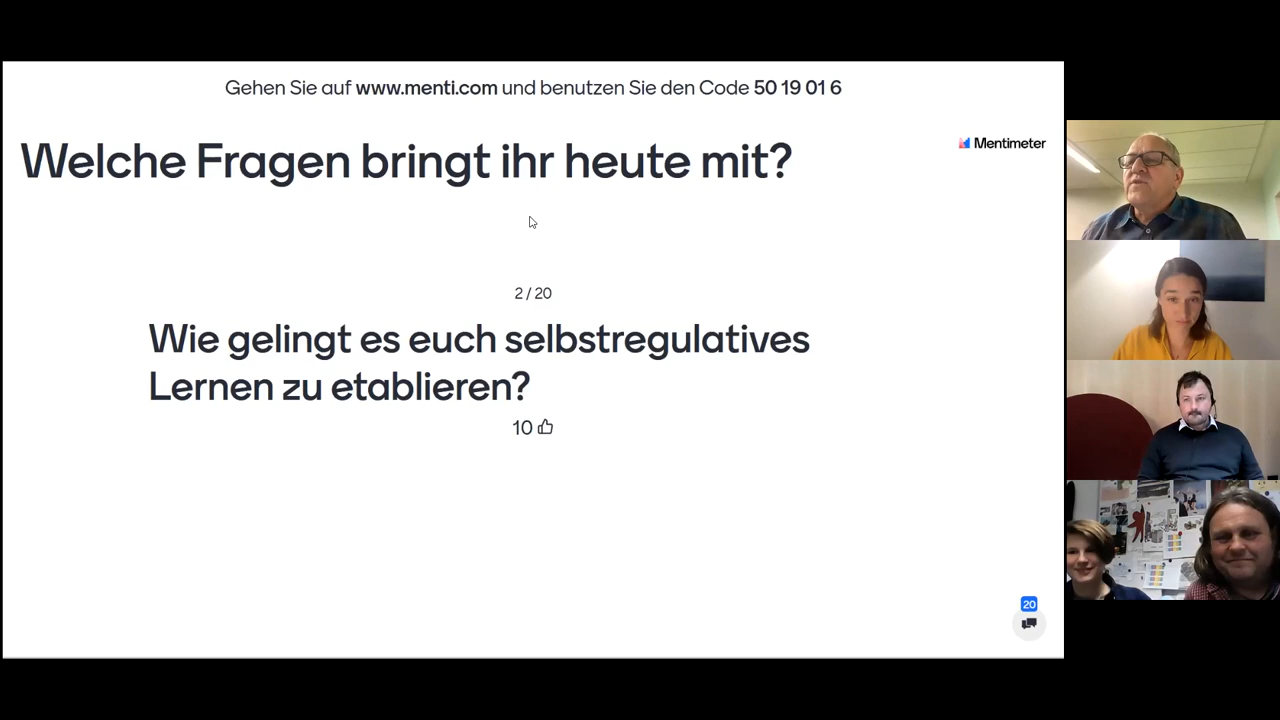 Gehen Sie auf www.menti.com und benutzen Sie den Code 50 19 01 6
Welche Fragen bringt ihr heute mit?
Mentimeter
2 / 20
Wie gelingt es euch selbstregulatives
Lernen zu etablieren?
10
20